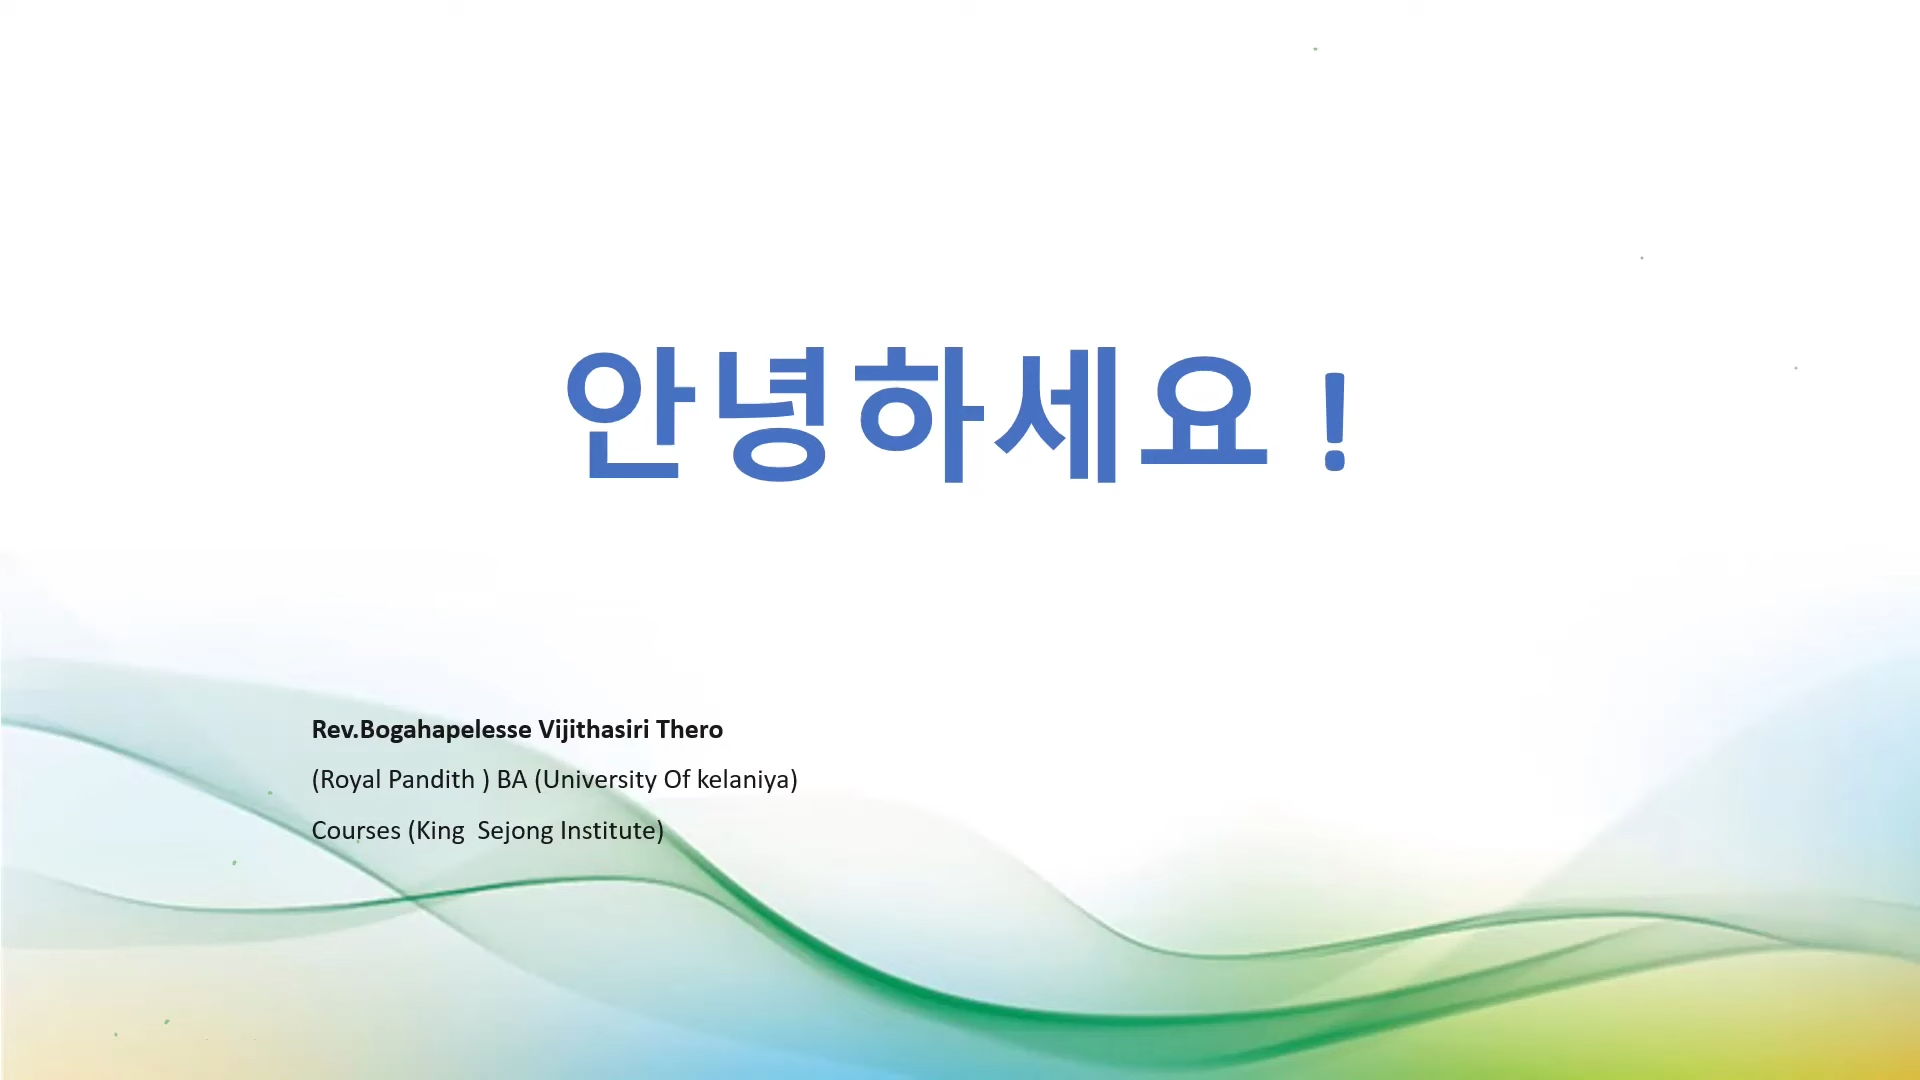 안녕하세요 !
Rev.Bogahapelesse Vijithasiri Thero
(Royal Pandith ) BA (University Of kelaniya)
Courses (King  Sejong Institute)